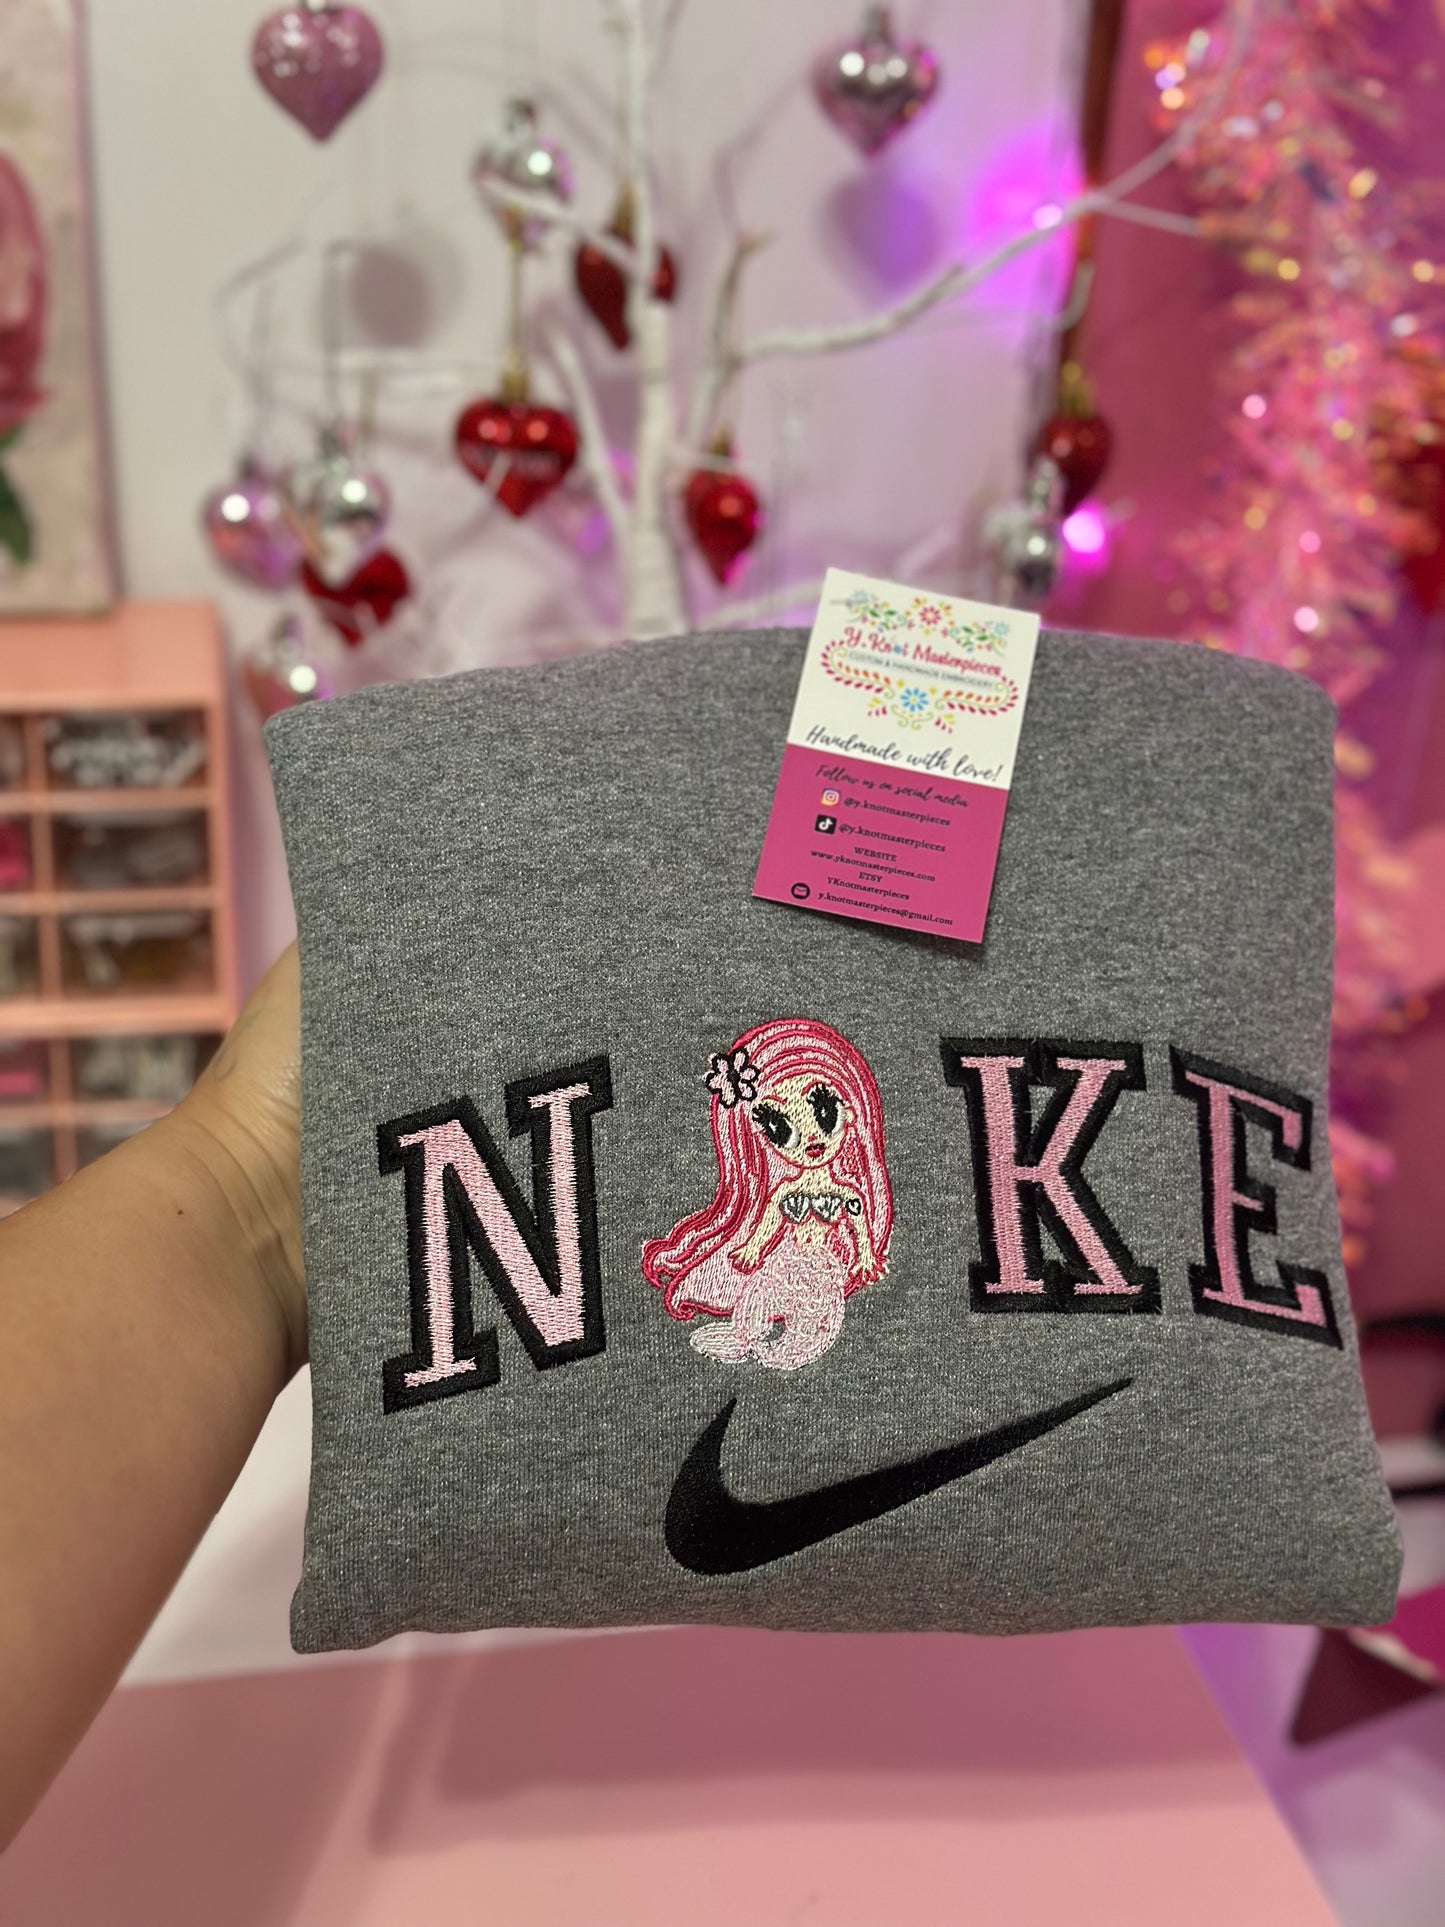 Y. Knot Masterpieces
CUSTOM & HANDMADE EMBROIDERY
Handmade with love!
Follow us on social media
@y.knotmasterpieces
@y.knotmasterpieces
WEBSITE
www.yknotmasterpieces.com
ETSY
YKnotmasterpieces
y.knotmasterpieces@gmail.com
N KE